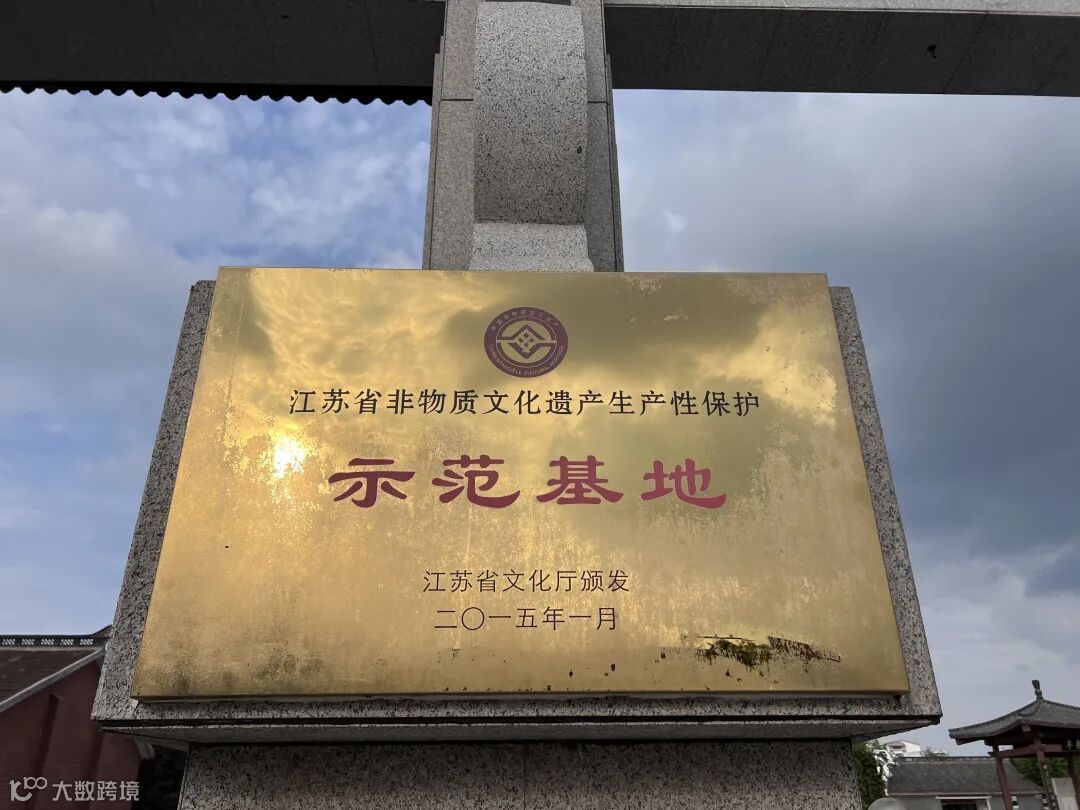 江苏省非物质文化遗产生产性保护
示范基地
江苏省文化厅颁发
二〇一五年一月
大数跨境